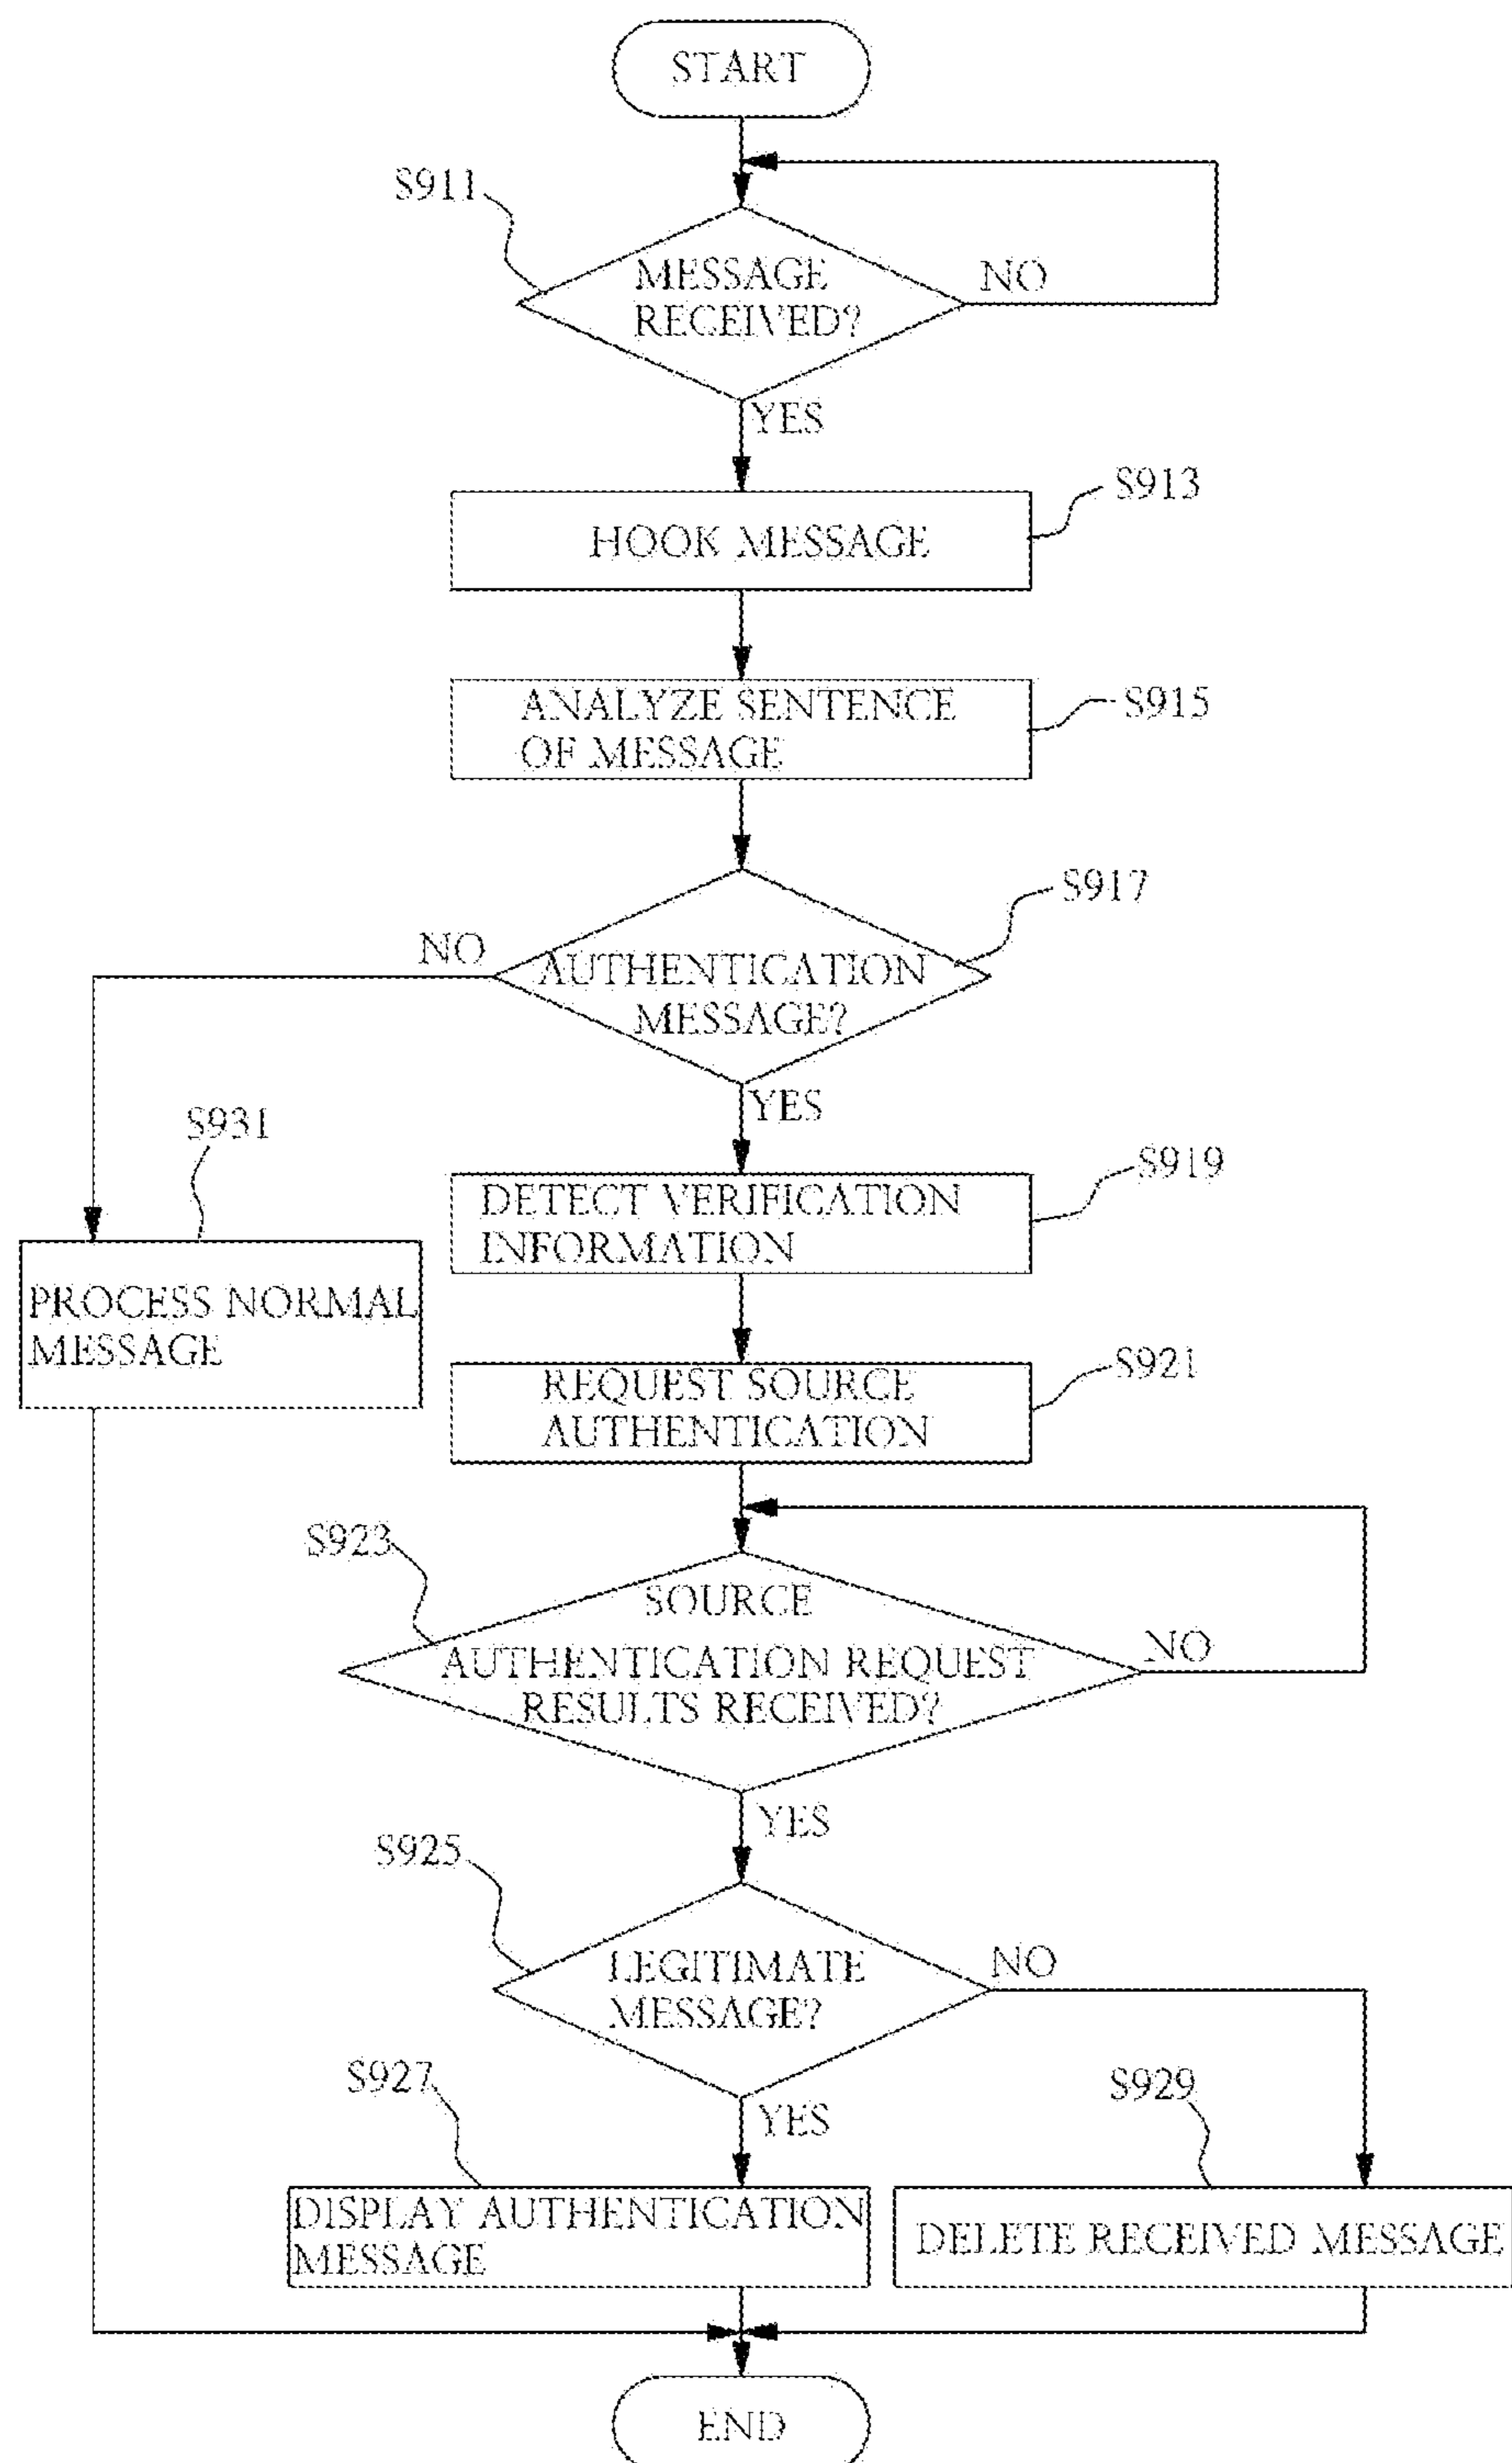 START
S911
MESSAGE
RECEIVED?
NO
YES
HOOK MESSAGE
S913
ANALYZE SENTENCE
OF MESSAGE
S915
S917
NO
AUTHENTICATION
MESSAGE?
YES
S931
PROCESS NORMAL
MESSAGE
S919
DETECT VERIFICATION
INFORMATION
S921
REQUEST SOURCE
AUTHENTICATION
S923
SOURCE
AUTHENTICATION REQUEST
RESULTS RECEIVED?
NO
YES
S925
LEGITIMATE
MESSAGE?
NO
YES
S927
DISPLAY AUTHENTICATION
MESSAGE
S929
DELETE RECEIVED MESSAGE
END